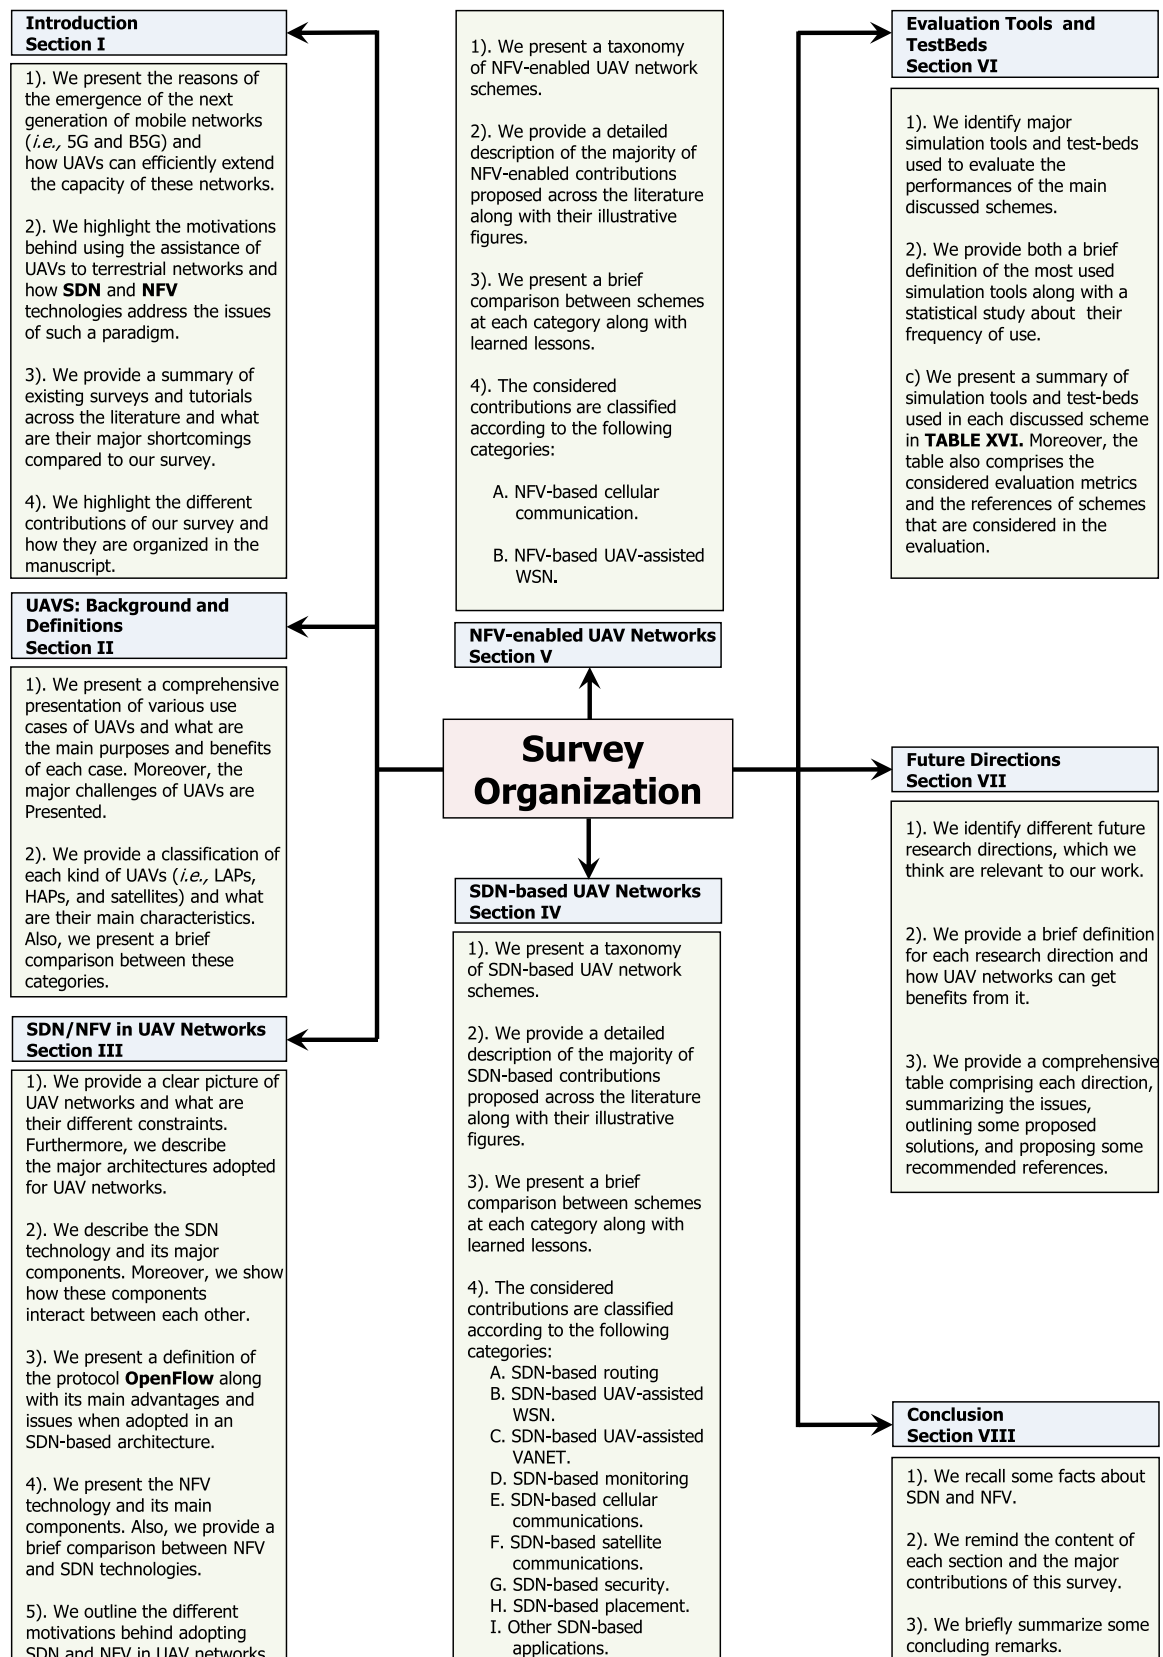 Introduction
Section I
1). We present the reasons of
the emergence of the next
generation of mobile networks
(i.e., 5G and B5G) and
how UAVs can efficiently extend
the capacity of these networks.
2). We highlight the motivations
behind using the assistance of
UAVs to terrestrial networks and
how SDN and NFV
technologies address the issues
of such a paradigm.
3). We provide a summary of
existing surveys and tutorials
across the literature and what
are their major shortcomings
compared to our survey.
4). We highlight the different
contributions of our survey and
how they are organized in the
manuscript.
UAVS: Background and
Definitions
Section II
1). We present a comprehensive
presentation of various use
cases of UAVs and what are
the main purposes and benefits
of each case. Moreover, the
major challenges of UAVs are
Presented.
2). We provide a classification of
each kind of UAVs (i.e., LAPs,
HAPs, and satellites) and what
are their main characteristics.
Also, we present a brief
comparison between these
categories.
SDN/NFV in UAV Networks
Section III
1). We provide a clear picture of
UAV networks and what are
their different constraints.
Furthermore, we describe
the major architectures adopted
for UAV networks.
2). We describe the SDN
technology and its major
components. Moreover, we show
how these components
interact between each other.
3). We present a definition of
the protocol OpenFlow along
with its main advantages and
issues when adopted in an
SDN-based architecture.
4). We present the NFV
technology and its main
components. Also, we provide a
brief comparison between NFV
and SDN technologies.
5). We outline the different
motivations behind adopting
SDN and NFV in UAV networks
1). We present a taxonomy
of NFV-enabled UAV network
schemes.
2). We provide a detailed
description of the majority of
NFV-enabled contributions
proposed across the literature
along with their illustrative
figures.
3). We present a brief
comparison between schemes
at each category along with
learned lessons.
4). The considered
contributions are classified
according to the following
categories:
A. NFV-based cellular
communication.
B. NFV-based UAV-assisted
WSN.
NFV-enabled UAV Networks
Section V
Survey
Organization
SDN-based UAV Networks
Section IV
1). We present a taxonomy
of SDN-based UAV network
schemes.
2). We provide a detailed
description of the majority of
SDN-based contributions
proposed across the literature
along with their illustrative
figures.
3). We present a brief
comparison between schemes
at each category along with
learned lessons.
4). The considered
contributions are classified
according to the following
categories:
A. SDN-based routing
B. SDN-based UAV-assisted
WSN.
C. SDN-based UAV-assisted
VANET.
D. SDN-based monitoring
E. SDN-based cellular
communications.
F. SDN-based satellite
communications.
G. SDN-based security.
H. SDN-based placement.
I. Other SDN-based
applications.
Evaluation Tools and
TestBeds
Section VI
1). We identify major
simulation tools and test-beds
used to evaluate the
performances of the main
discussed schemes.
2). We provide both a brief
definition of the most used
simulation tools along with a
statistical study about their
frequency of use.
c) We present a summary of
simulation tools and test-beds
used in each discussed scheme
in TABLE XVI. Moreover, the
table also comprises the
considered evaluation metrics
and the references of schemes
that are considered in the
evaluation.
Future Directions
Section VII
1). We identify different future
research directions, which we
think are relevant to our work.
2). We provide a brief definition
for each research direction and
how UAV networks can get
benefits from it.
3). We provide a comprehensive
table comprising each direction,
summarizing the issues,
outlining some proposed
solutions, and proposing some
recommended references.
Conclusion
Section VIII
1). We recall some facts about
SDN and NFV.
2). We remind the content of
each section and the major
contributions of this survey.
3). We briefly summarize some
concluding remarks.